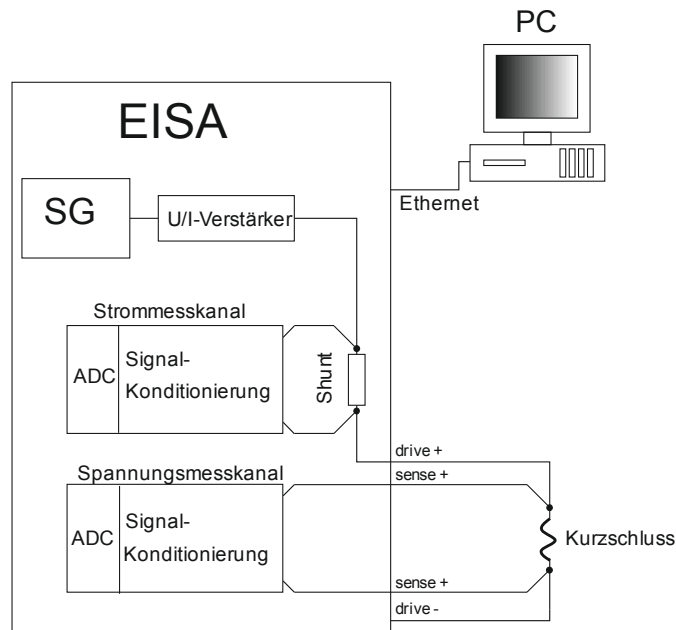 PC
EISA
Ethernet
SG
U/I-Verstärker
Strommesskanal
ADC
Signal-
Konditionierung
Shunt
drive +
Spannungsmesskanal
sense +
ADC
Signal-
Konditionierung
Kurzschluss
sense +
drive -